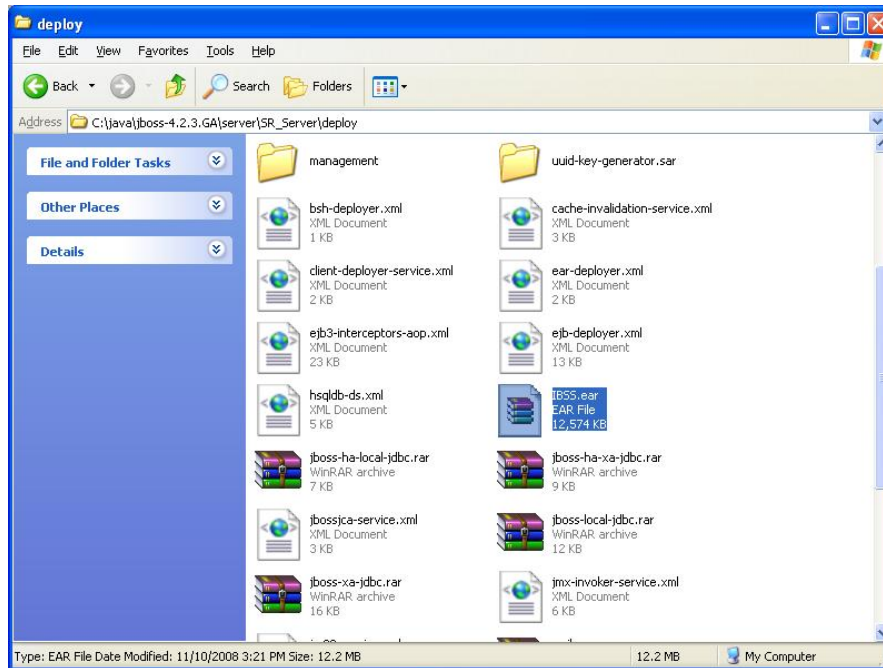 deploy
File Edit View Favorites Tools Help
Back Search Folders
Address C:\java\jboss-4.2.3.GA\server\SR_Server\deploy
File and Folder Tasks
Other Places
Details
management
uuid-key-generator.sar
bsh-deployer.xml
XML Document
1 KB
cache-invalidation-service.xml
XML Document
3 KB
client-deployer-service.xml
XML Document
2 KB
ear-deployer.xml
XML Document
2 KB
ejb3-interceptors-aop.xml
XML Document
23 KB
ejb-deployer.xml
XML Document
13 KB
hsqldb-ds.xml
XML Document
5 KB
IBSS.ear
EAR File
12,574 KB
jboss-ha-local-jdbc.rar
WinRAR archive
7 KB
jboss-ha-xa-jdbc.rar
WinRAR archive
9 KB
jbossjca-service.xml
XML Document
3 KB
jboss-local-jdbc.rar
WinRAR archive
12 KB
jboss-xa-jdbc.rar
WinRAR archive
16 KB
jmx-invoker-service.xml
XML Document
6 KB
Type: EAR File Date Modified: 11/10/2008 3:21 PM Size: 12.2 MB 12.2 MB My Computer